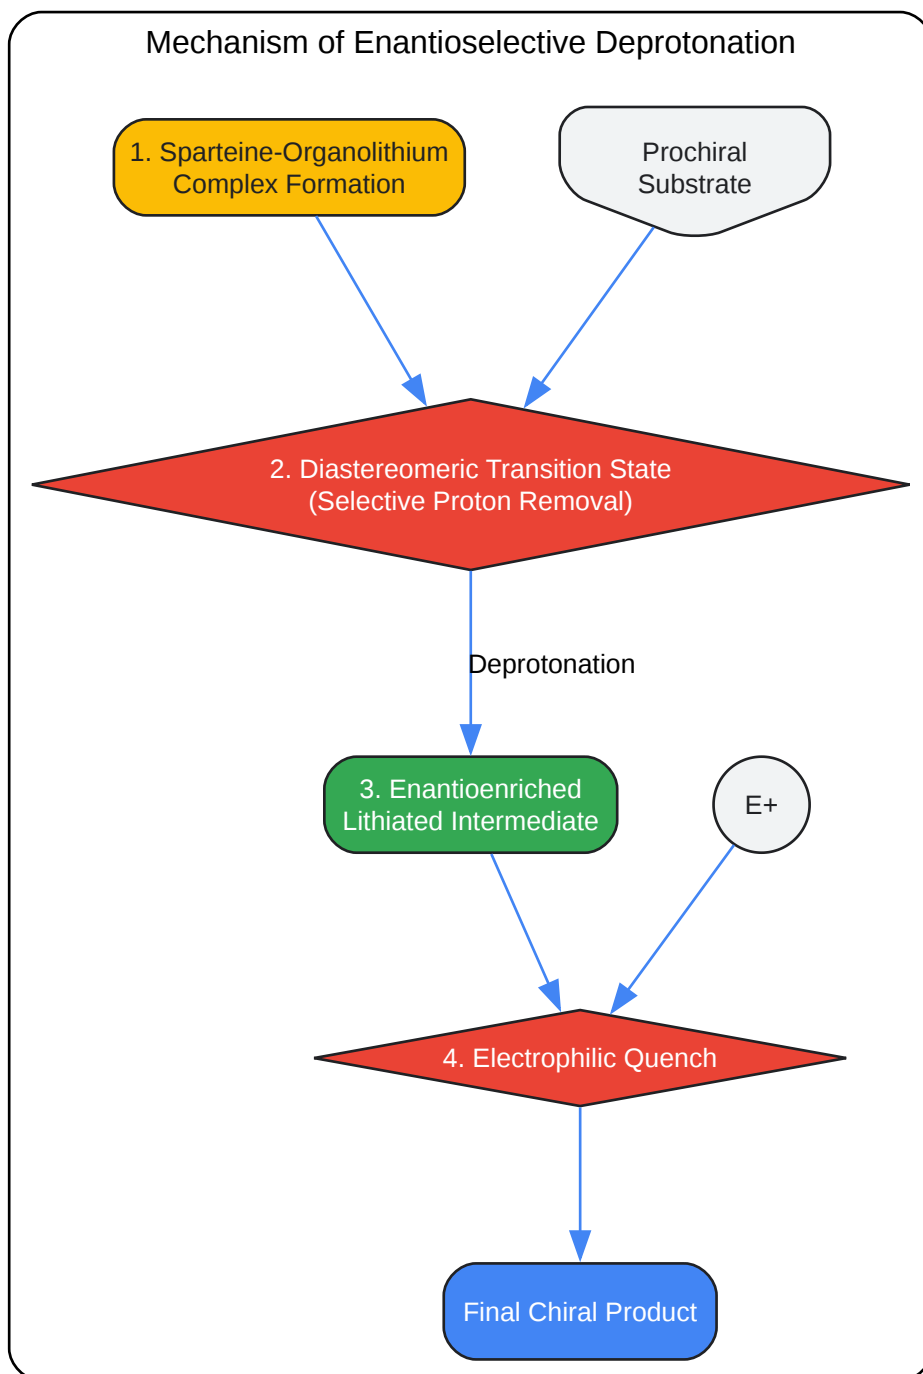 Mechanism of Enantioselective Deprotonation
1. Sparteine-Organolithium
Complex Formation
Prochiral
Substrate
2. Diastereomeric Transition State
(Selective Proton Removal)
Deprotonation
3. Enantioenriched
Lithiated Intermediate
E+
4. Electrophilic Quench
Final Chiral Product